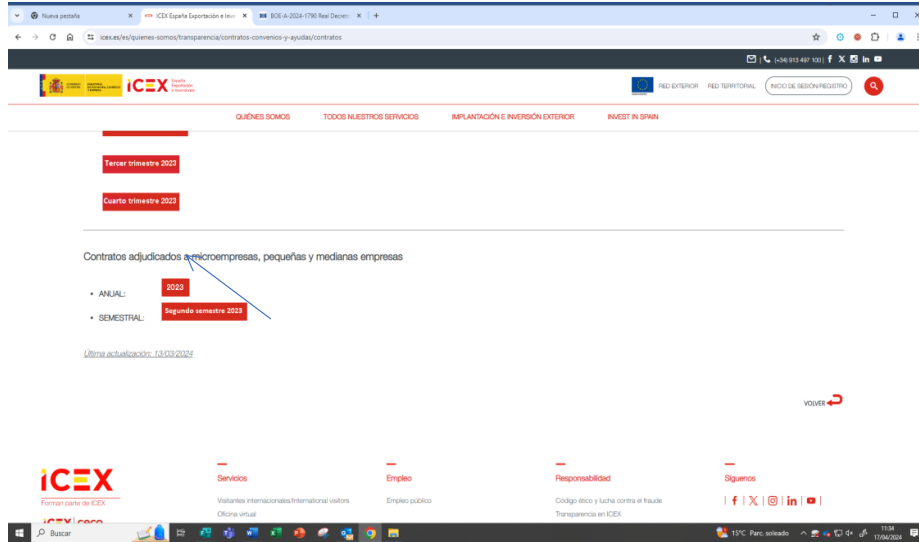 Nueva pestaña
ICEX España Exportación e Inve
BOE-A-2024-1790 Real Decreto
icex.es/es/quienes-somos/transparencia/contratos-convenios-y-ayudas/contratos
(+34) 913 497 100
ICEX España Exportación e Inversiones
RED EXTERIOR RED TERRITORIAL INICIO DE SESIÓN/REGISTRO
QUIÉNES SOMOS TODOS NUESTROS SERVICIOS IMPLANTACIÓN E INVERSIÓN EXTERIOR INVEST IN SPAIN
Tercer trimestre 2023
Cuarto trimestre 2023
Contratos adjudicados a microempresas, pequeñas y medianas empresas
• ANUAL: 2023
• SEMESTRAL: Segundo semestre 2023
Última actualización: 13/03/2024
VOLVER
ICEX
Forman parte de ICEX
ICEX ceco
Servicios
Visitantes internacionales/International visitors
Oficina virtual
Empleo
Empleo público
Responsabilidad
Código ético y lucha contra el fraude
Transparencia en ICEX
Síguenos
Buscar
15°C Parc. soleado
11:34
17/04/2024